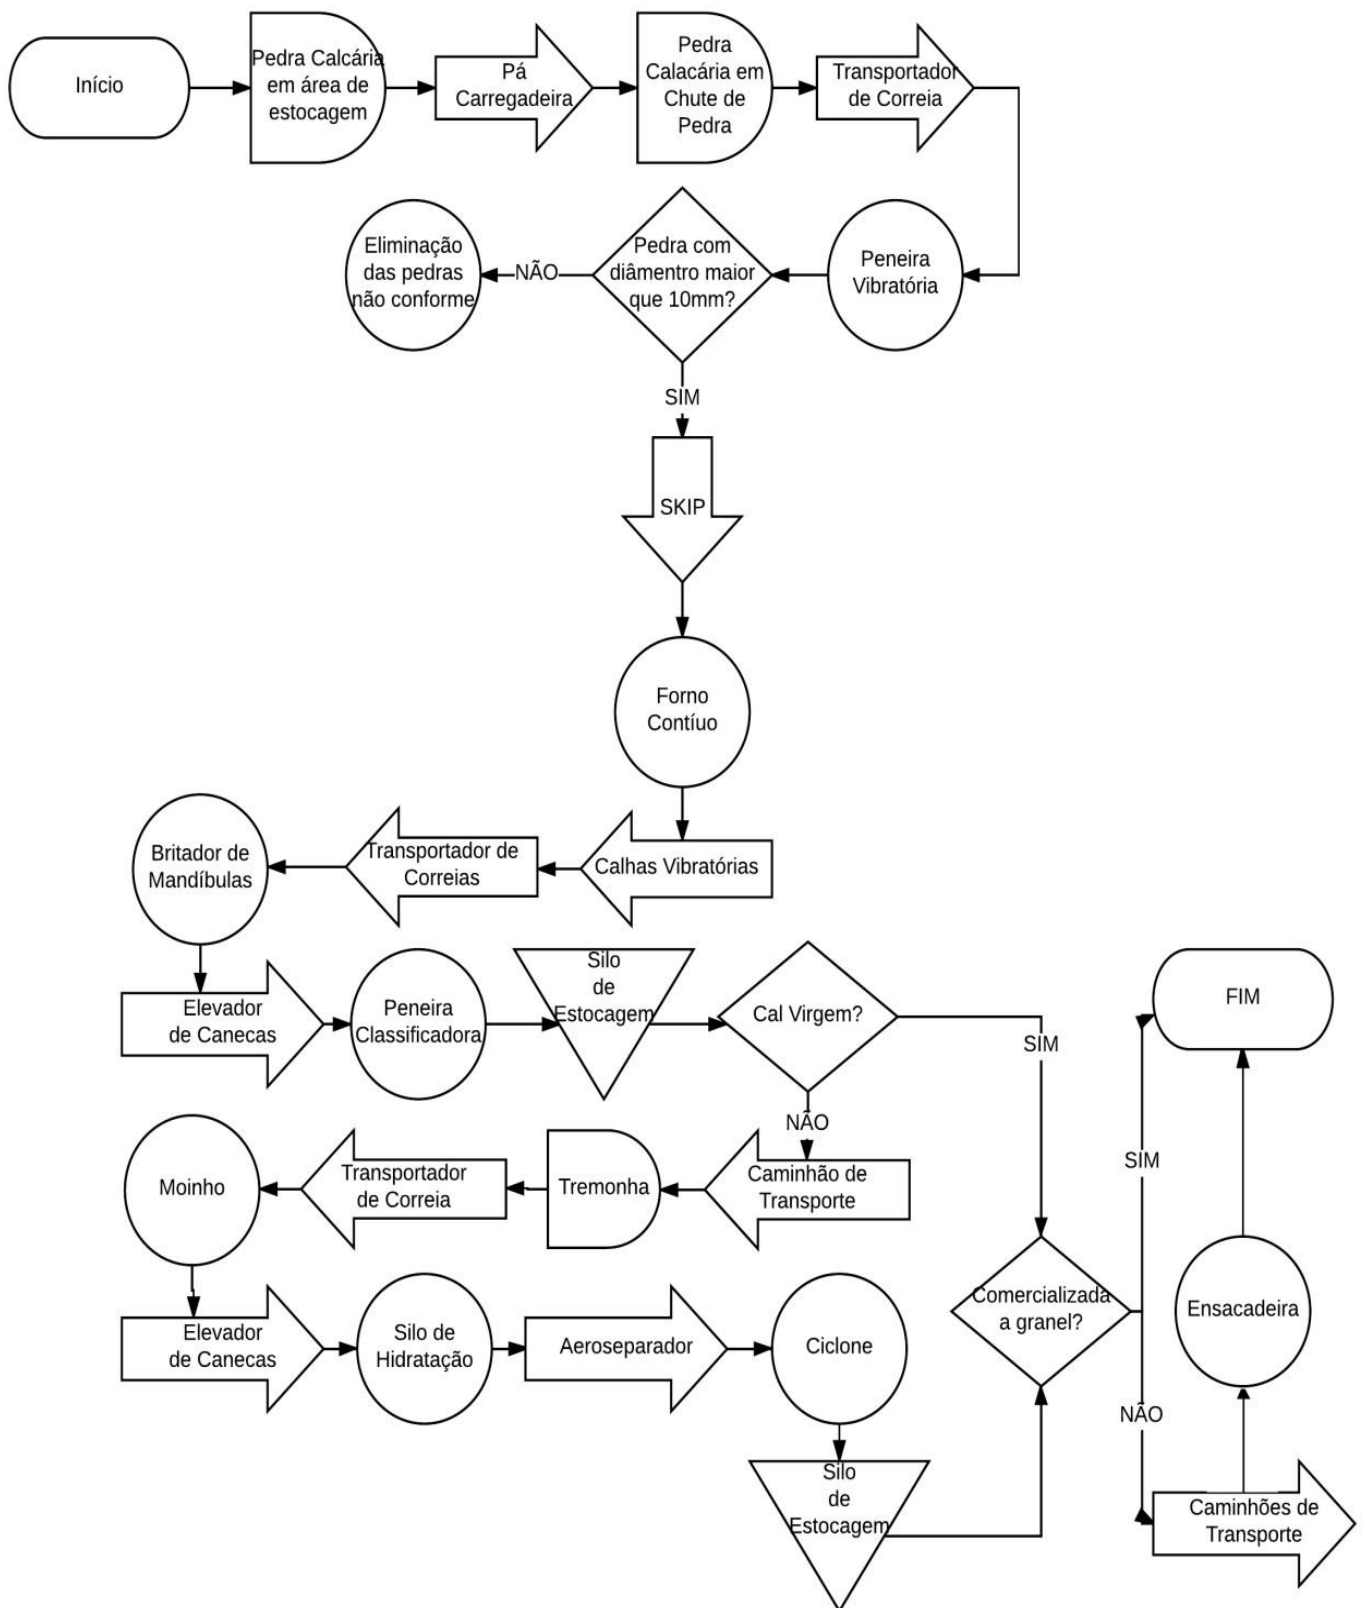 Início
Pedra Calcária
em área de
estocagem
Pá
Carregadeira
Pedra
Calacária em
Chute de
Pedra
Transportador
de Correia
Eliminação
das pedras
não conforme
NÃO
Pedra com
diâmentro maior
que 10mm?
Peneira
Vibratória
SIM
SKIP
Forno
Contíuo
Britador de
Mandíbulas
Transportador de
Correias
Calhas Vibratórias
Elevador
de Canecas
Peneira
Classificadora
Silo
de
Estocagem
Cal Virgem?
SIM
FIM
NÃO
Moinho
Transportador
de Correia
Tremonha
Caminhão de
Transporte
SIM
Elevador
de Canecas
Silo de
Hidratação
Aeroseparador
Ciclone
Comercializada
a granel?
Ensacadeira
NÃO
Silo
de
Estocagem
Caminhões de
Transporte